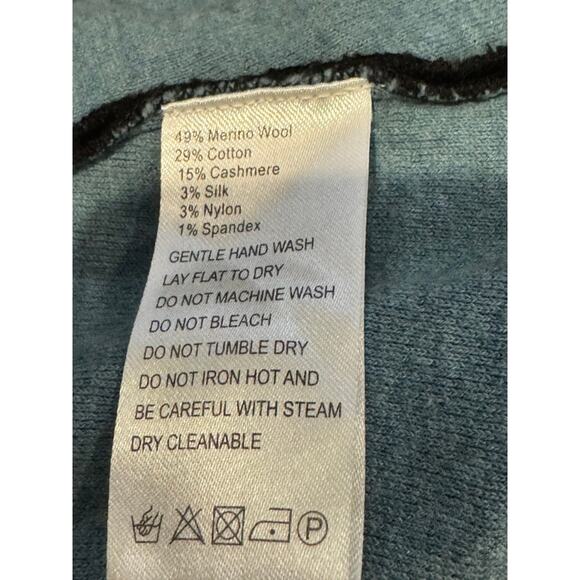 49% Merino Wool
29% Cotton
15% Cashmere
3% Silk
3% Nylon
1% Spandex
GENTLE HAND WASH
LAY FLAT TO DRY
DO NOT MACHINE WASH
DO NOT BLEACH
DO NOT TUMBLE DRY
DO NOT IRON HOT AND
BE CAREFUL WITH STEAM
DRY CLEANABLE
P